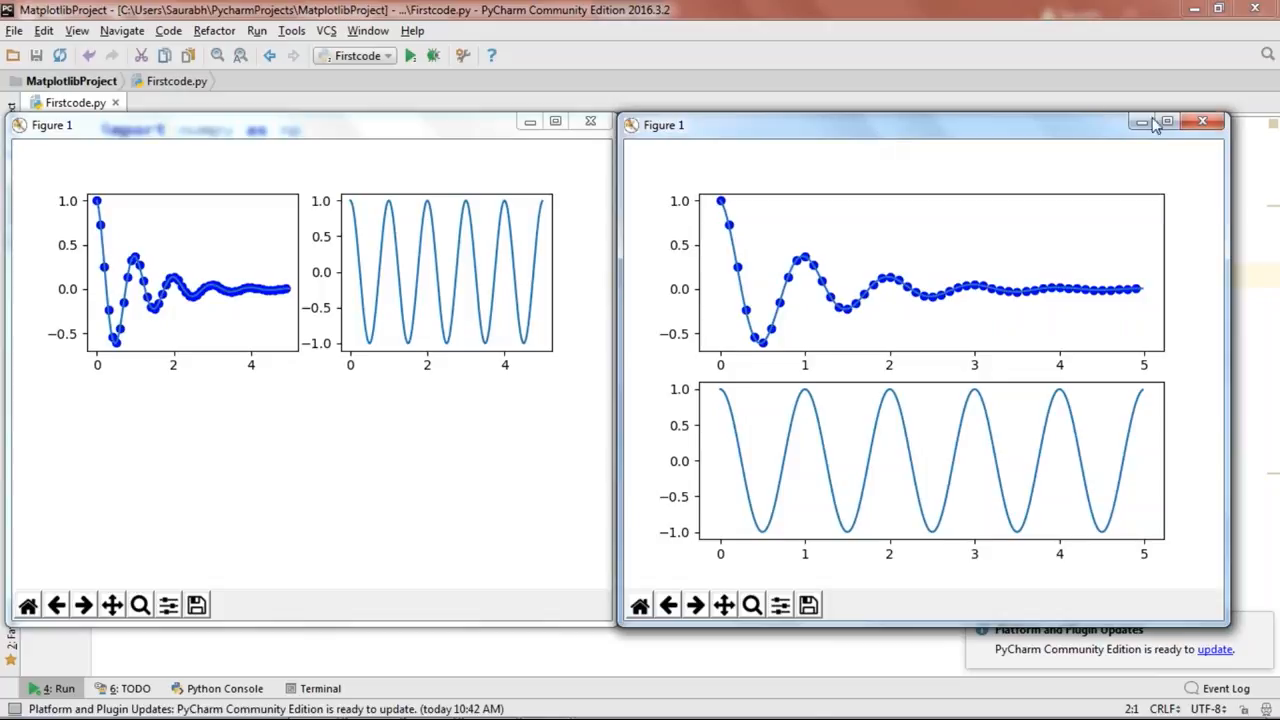 MatplotlibProject - [C:\Users\Saurabh\PycharmProjects\MatplotlibProject] - ...\Firstcode.py - PyCharm Community Edition 2016.3.2
File Edit View Navigate Code Refactor Run Tools VCS Window Help
Firstcode
MatplotlibProject Firstcode.py
Firstcode.py
import numpy as np
Figure 1
1.0
0.5
0.0
−0.5
0 2 4
1.0
0.5
0.0
−0.5
−1.0
0 2 4
Figure 1
1.0
0.5
0.0
−0.5
0 1 2 3 4 5
1.0
0.5
0.0
−0.5
−1.0
0 1 2 3 4 5
Platform and Plugin Updates
PyCharm Community Edition is ready to update.
4: Run 6: TODO Python Console Terminal Event Log
Platform and Plugin Updates: PyCharm Community Edition is ready to update. (today 10:42 AM) 2:1 CRLF UTF-8